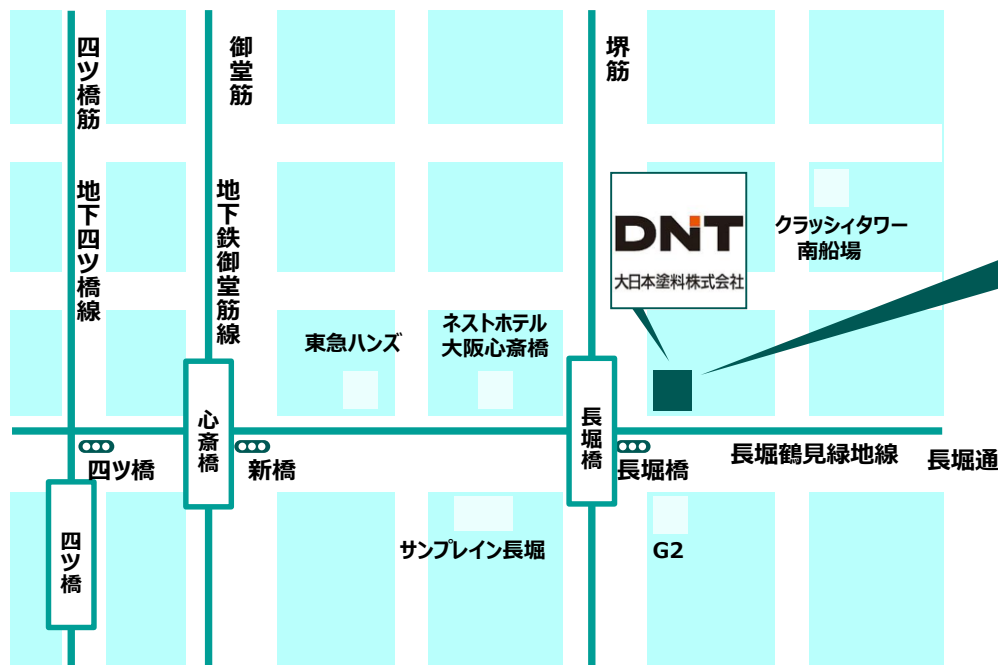 四ツ橋筋
御堂筋
堺筋
地下四ツ橋線
地下鉄御堂筋線
DNT
大日本塗料株式会社
クラッシィタワー
南船場
東急ハンズ
ネストホテル
大阪心斎橋
心斎橋
長堀橋
四ツ橋
新橋
長堀橋
長堀鶴見緑地線
長堀通
四ツ橋
サンプレイン長堀
G2